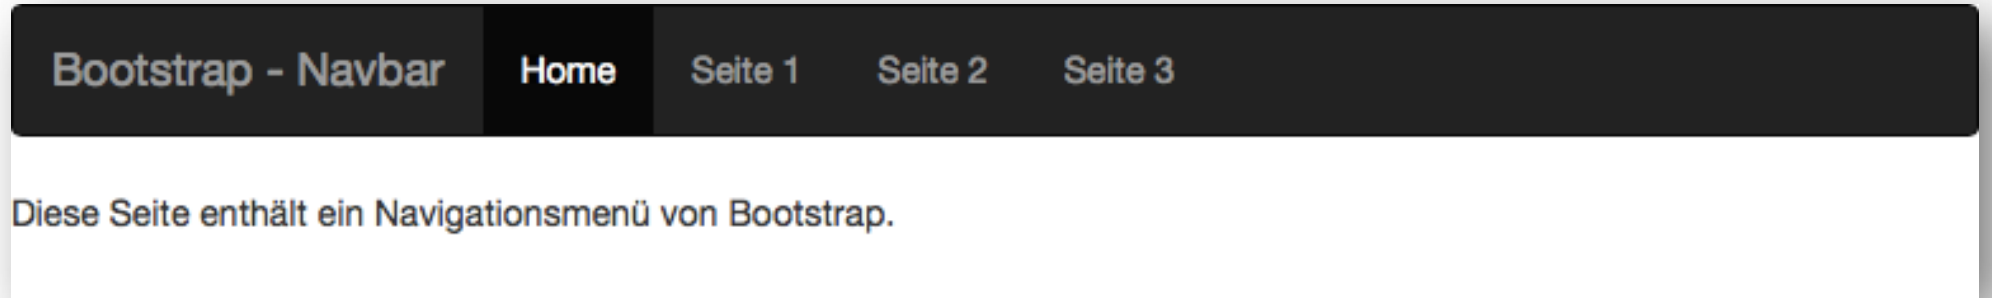 Bootstrap - Navbar Home Seite 1 Seite 2 Seite 3
Diese Seite enthält ein Navigationsmenü von Bootstrap.